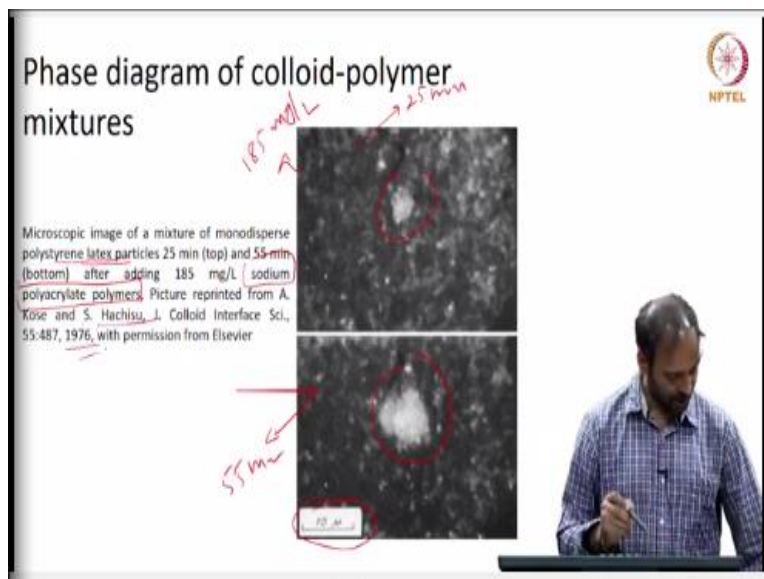 Phase diagram of colloid-polymer
mixtures
NPTEL
185 mg/L
25 min
Microscopic image of a mixture of monodisperse
polystyrene latex particles 25 min (top) and 55 min
(bottom) after adding 185 mg/L sodium
polyacrylate polymers. Picture reprinted from A.
Kose and S. Hachisu, J. Colloid Interface Sci.,
55:487, 1976, with permission from Elsevier
55 min